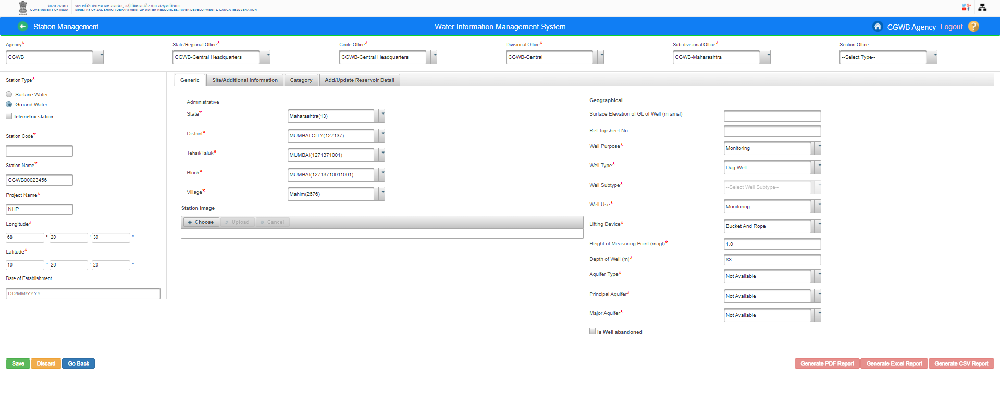 भारत सरकार
GOVERNMENT OF INDIA
जल शक्ति मंत्रालय जल संसाधन, नदी विकास और गंगा संरक्षण विभाग
MINISTRY OF JAL SHAKTI DEPARTMENT OF WATER RESOURCES, RIVER DEVELOPMENT & GANGA REJUVENATION
Station Management
Water Information Management System
CGWB Agency Logout ?
Agency* State/Regional Office* Circle Office* Divisional Office* Sub-divisional Office* Section Office
CGWB CGWB-Central Headquarters CGWB-Central Headquarters CGWB-Central CGWB-Maharashtra --Select Type--
Station Type*
Surface Water
Ground Water
Telemetric station
Station Code*
Station Name*
CGWB00023456
Project Name*
NHP
Longitude*
68 ° 20 ' 30 "
Latitude*
10 ° 20 ' 20 "
Date of Establishment
DD/MM/YYYY
Generic Site/Additional Information Category Add/Update Reservoir Detail
Administrative
State* Maharashtra(13)
District* MUMBAI CITY(127137)
Tehsil/Taluk* MUMBAI(1271371001)
Block* MUMBAI(12713710011001)
Village* Mahim(2676)
Station Image
Choose Upload Cancel
Geographical
Surface Elevation of GL of Well (m amsl)
Ref Topsheet No.
Well Purpose* Monitoring
Well Type* Dug Well
Well Subtype* --Select Well Subtype--
Well Use* Monitoring
Lifting Device* Bucket And Rope
Height of Measuring Point (magl)* 1.0
Depth of Well (m)* 88
Aquifer Type* Not Available
Principal Aquifer* Not Available
Major Aquifer* Not Available
Is Well abandoned
Save Discard Go Back
Generate PDF Report Generate Excel Report Generate CSV Report